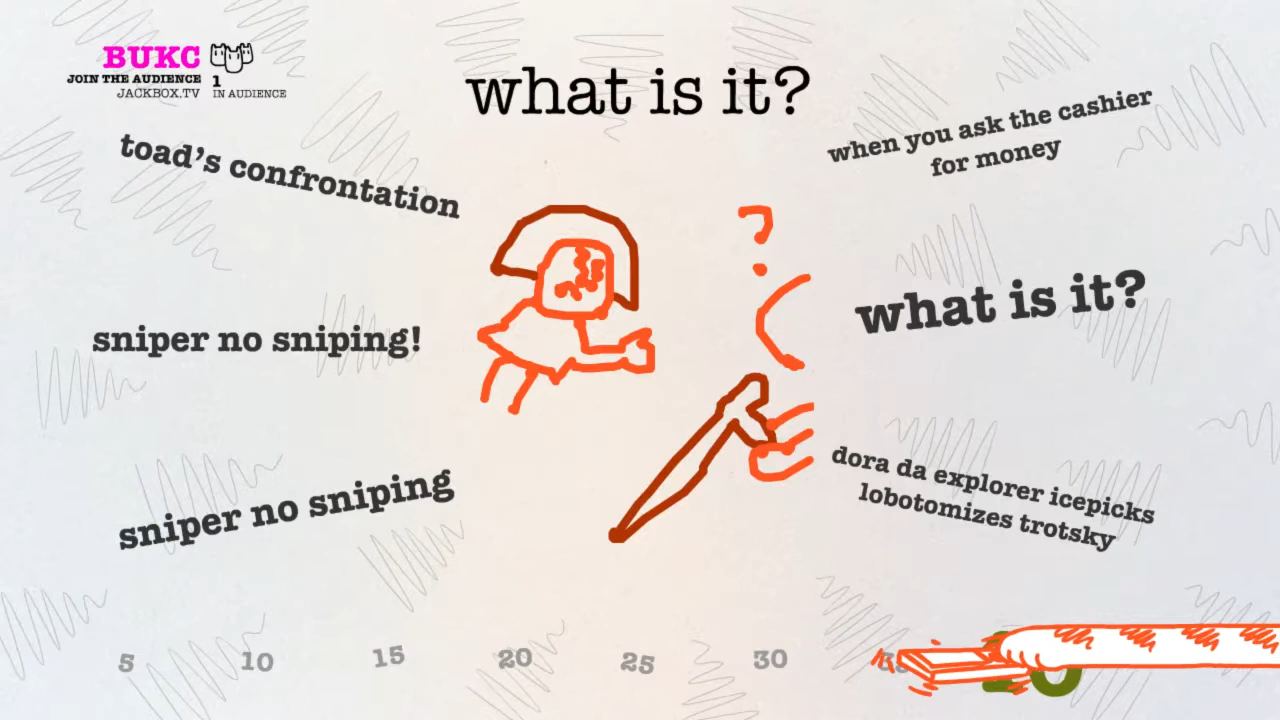 BUKC
JOIN THE AUDIENCE
JACKBOX.TV
1
IN AUDIENCE
what is it?
toad's confrontation
when you ask the cashier
for money
sniper no sniping!
what is it?
sniper no sniping
dora da explorer icepicks
lobotomizes trotsky
?
5
10
15
20
25
30